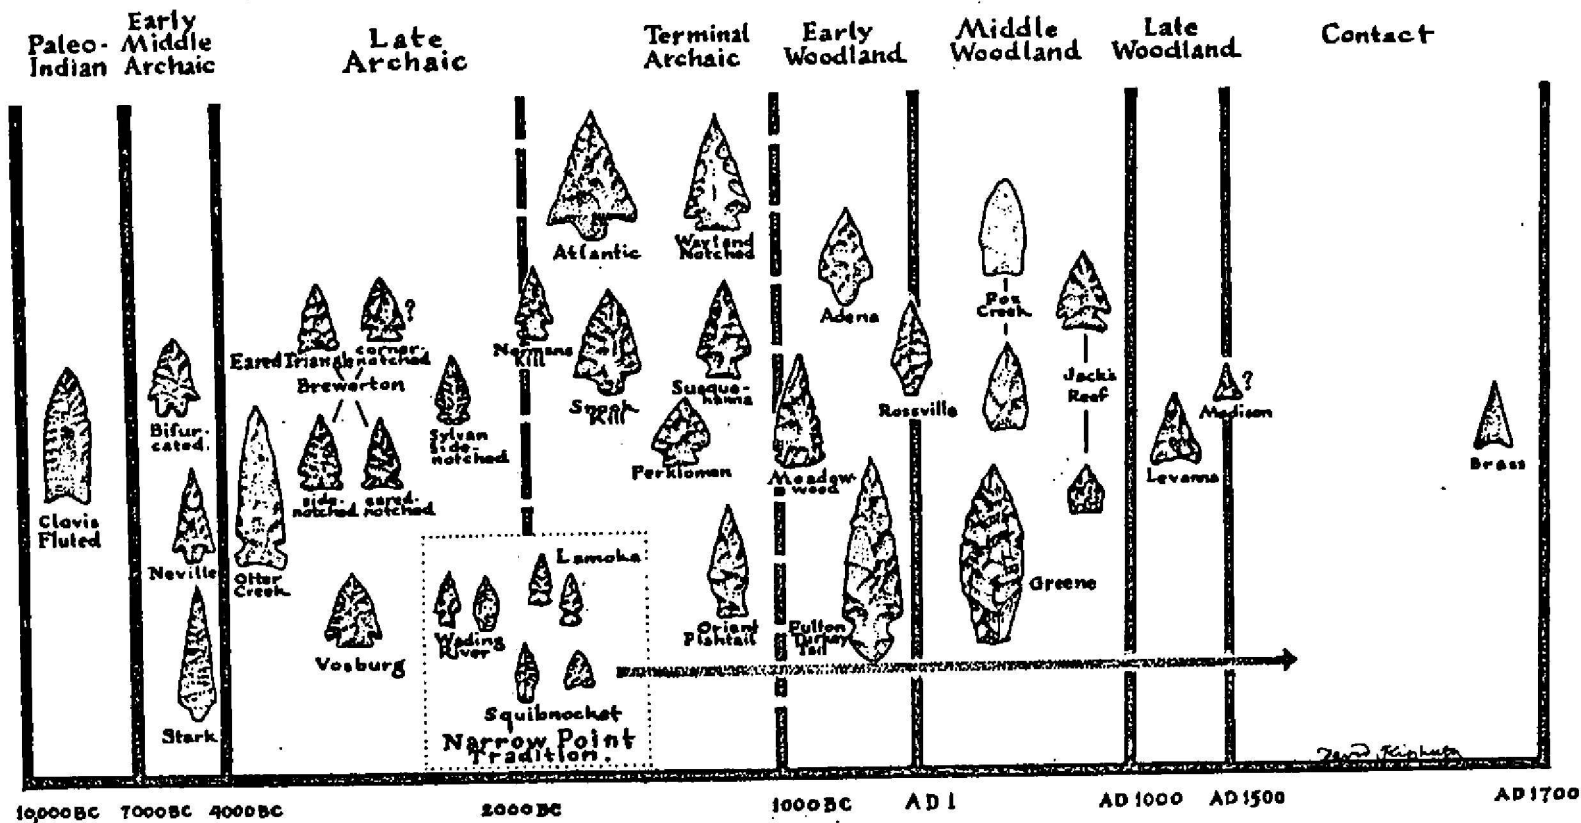 Paleo-
Indian
Early
Middle
Archaic
Late
Archaic
Terminal
Archaic
Early
Woodland
Middle
Woodland
Late
Woodland
Contact
Clovis
Fluted
Bifur-
cated.
Neville
Stark
Otter
Creek
Eared Triangle
corner-
notched
?
Brewerton
side-
notched
eared-
notched
Vosburg
Sylvan
Side-
notched
Normans
Kill
Atlantic
Snook
Kill
Wayland
Notched
Susque-
hanna
Perkiomen
Orient
Fishtail
Wading
River
Lamoka
Squibnocket
Narrow Point
Tradition.
Adena
Meadow-
wood
Fulton
Turkey
Tail
Rossville
Fox
Creek
Greene
Jack's
Reef
Levanna
Madison
?
Brass
10,000 BC
7000 BC
4000 BC
2000 BC
1000 BC
AD 1
AD 1000
AD 1500
AD 1700